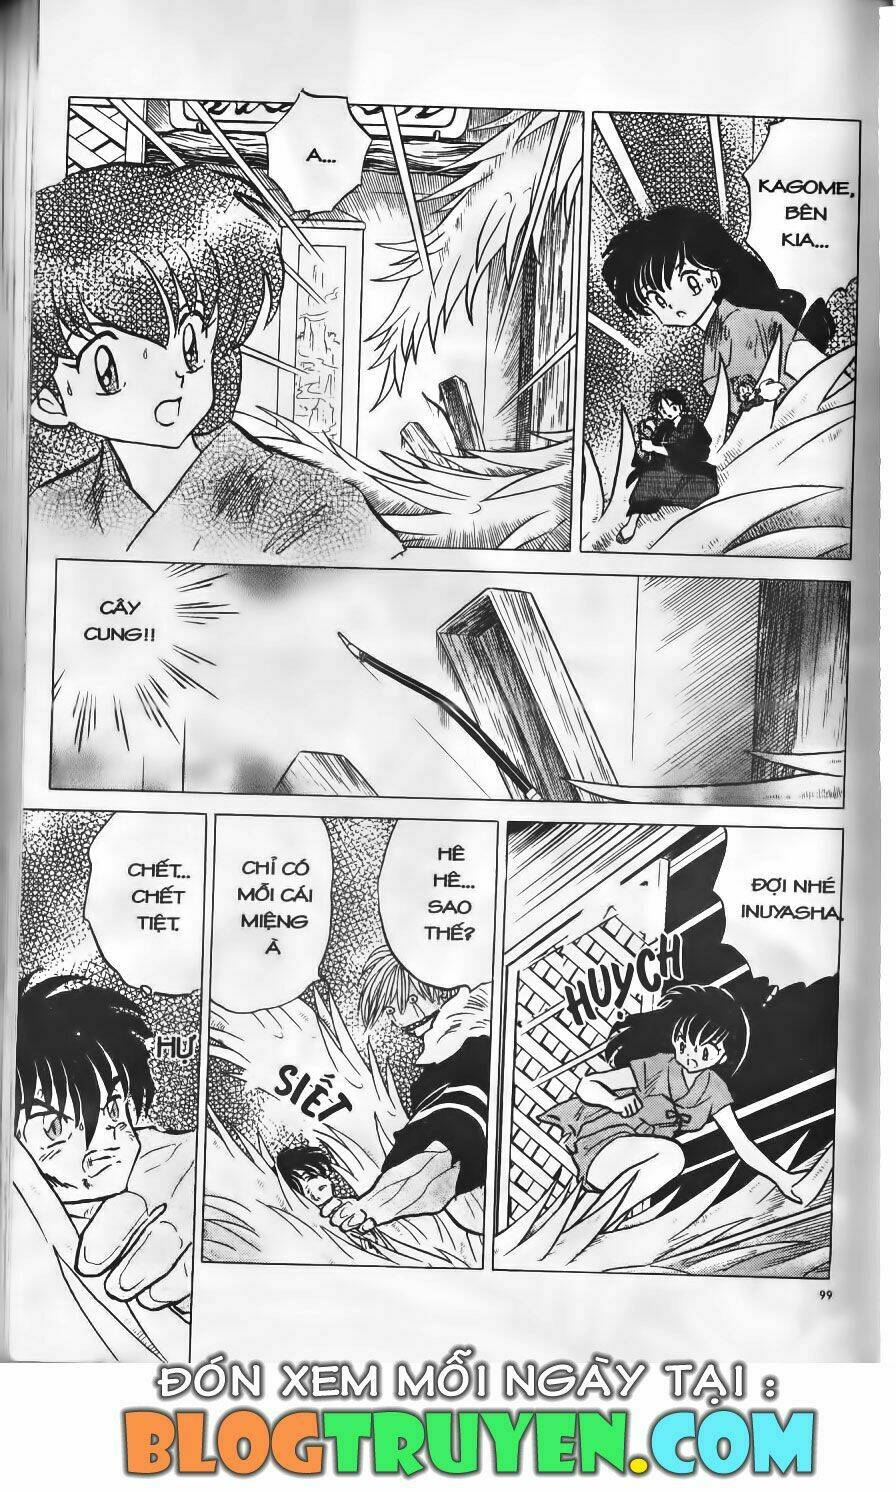 KAGOME,
BÊN
KIA...
A...
CÂY
CUNG!!
ĐỢI NHÉ
INUYASHA.
HUỴCH
HÊ
HÊ...
SAO
THẾ?
CHỈ CÓ
MỖI CÁI
MIỆNG
À
SIẾT
CHẾT...
CHẾT
TIỆT.
HỰ
99
ĐÓN XEM MỖI NGÀY TẠI :
BLOGTRUYEN.COM